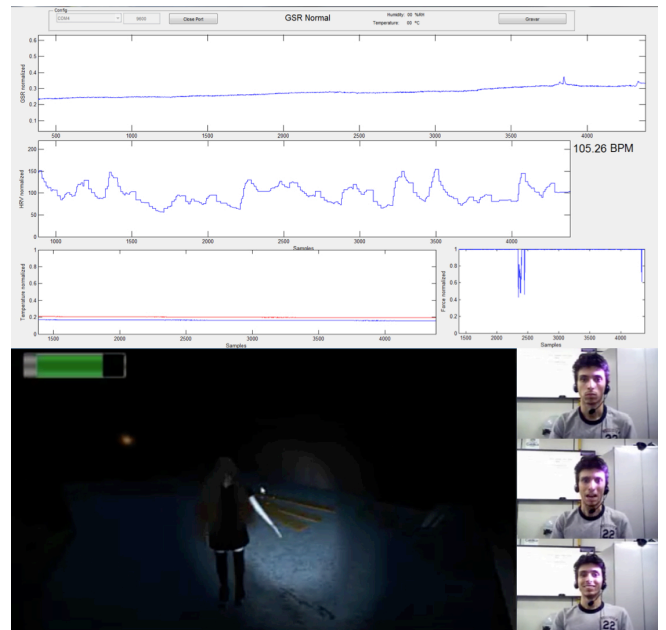 Config
COM4
9600
Close Port
GSR Normal
Humidity: 00 %RH
Temperature: 00 ºC
Gravar
GSR normalized
0.6
0.5
0.4
0.3
0.2
0.1
500 1000 1500 2000 2500 3000 3500 4000
HRV normalized
200
150
100
50
0
105.26 BPM
1000 1500 2000 2500 3000 3500 4000
Samples
Temperature normalized
1
0.8
0.6
0.4
0.2
0
1500 2000 2500 3000 3500 4000
Samples
Force normalized
1
0.8
0.6
0.4
0.2
0
1500 2000 2500 3000 3500 4000
Samples
22
22
22